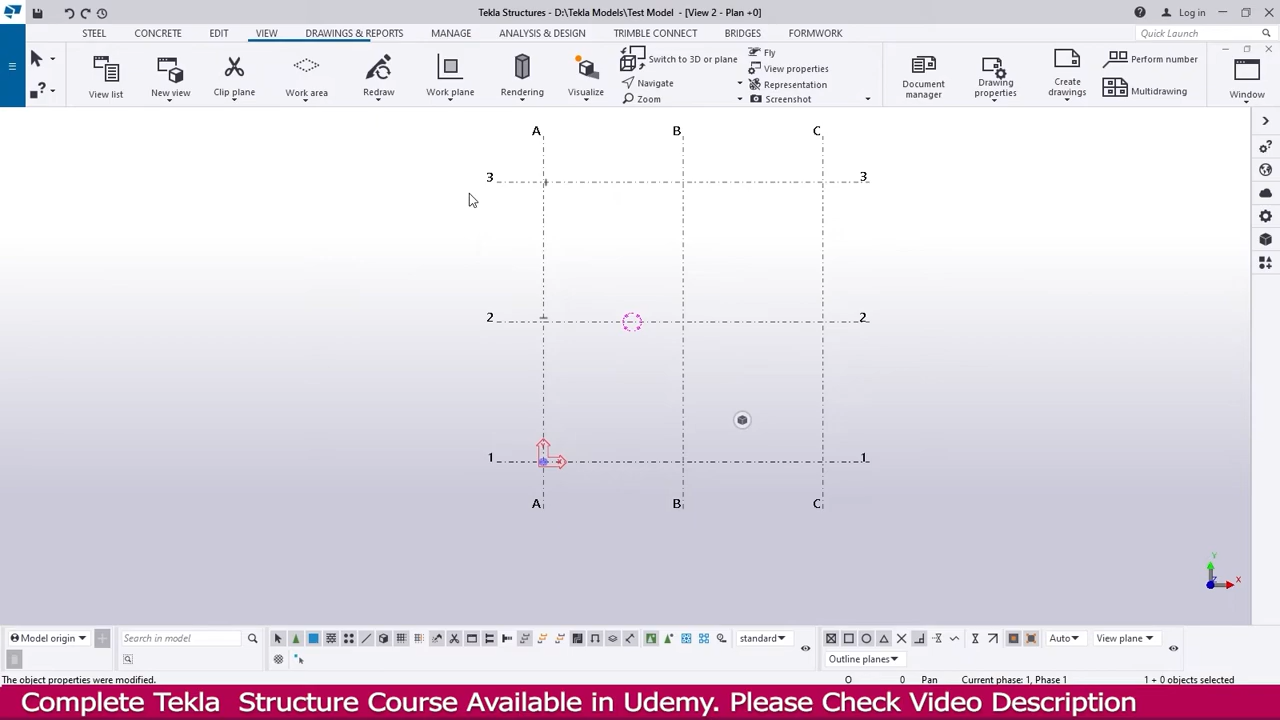 Tekla Structures - D:\Tekla Models\Test Model - [View 2 - Plan +0]
Log in
STEEL CONCRETE EDIT VIEW DRAWINGS & REPORTS MANAGE ANALYSIS & DESIGN TRIMBLE CONNECT BRIDGES FORMWORK
Quick Launch
View list
New view
Clip plane
Work area
Redraw
Work plane
Rendering
Visualize
Switch to 3D or plane
Navigate
Zoom
Fly
View properties
Representation
Screenshot
Document manager
Drawing properties
Create drawings
Perform number
Multidrawing
Window
A B C
3 3
2 2
1 1
A B C
Y
X
Model origin
Search in model
standard
Auto
View plane
Outline planes
The object properties were modified.
O 0 Pan Current phase: 1, Phase 1 1 + 0 objects selected
Complete Tekla Structure Course Available in Udemy. Please Check Video Description